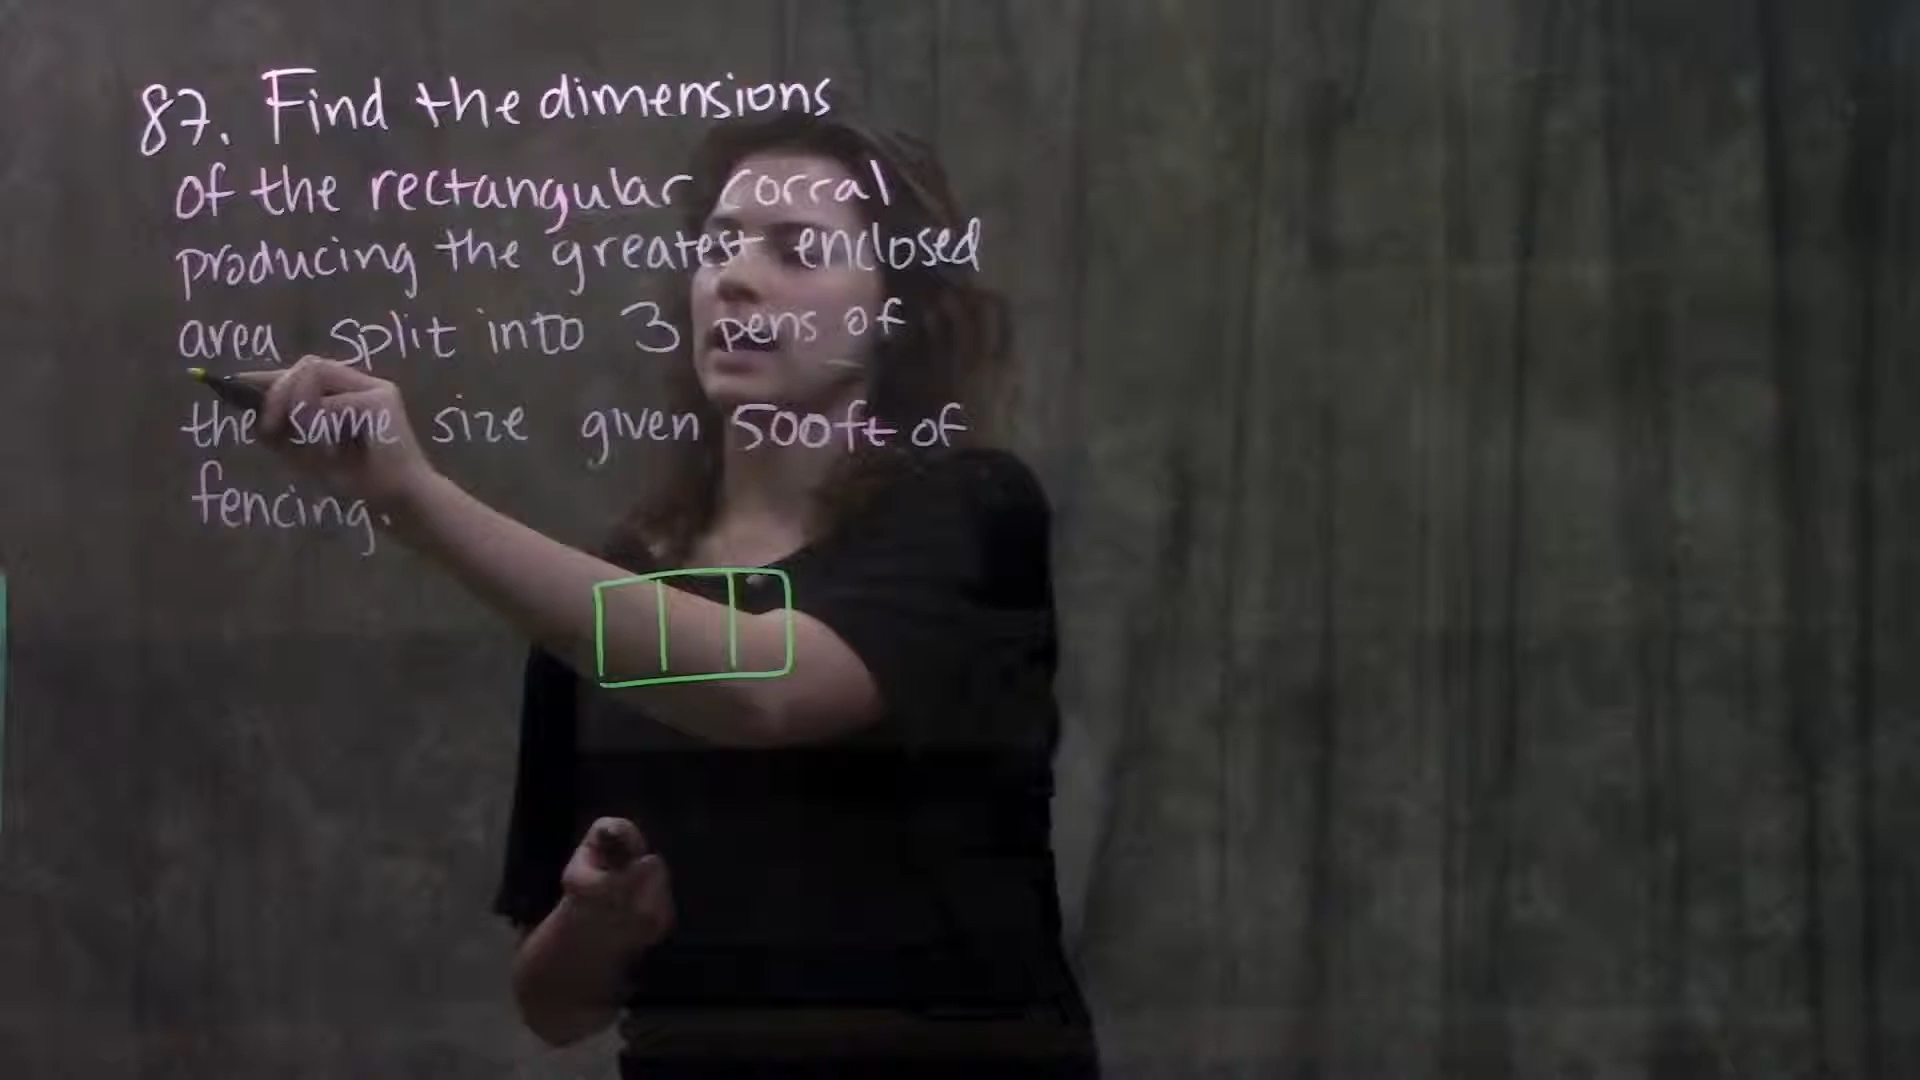 87. Find the dimensions
of the rectangular corral
producing the greatest enclosed
area split into 3 pens of
the same size given 500ft of
fencing.